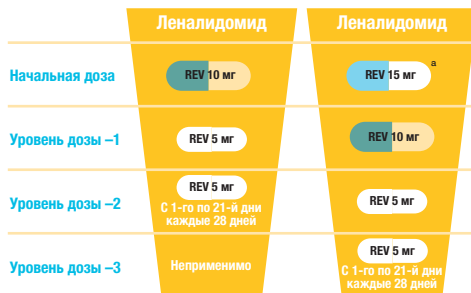 Леналидомид Леналидомид
Начальная доза REV 10 мг REV 15 мг a
Уровень дозы –1 REV 5 мг REV 10 мг
Уровень дозы –2 REV 5 мг
С 1-го по 21-й дни
каждые 28 дней
REV 5 мг
Уровень дозы –3 Неприменимо REV 5 мг
С 1-го по 21-й дни
каждые 28 дней